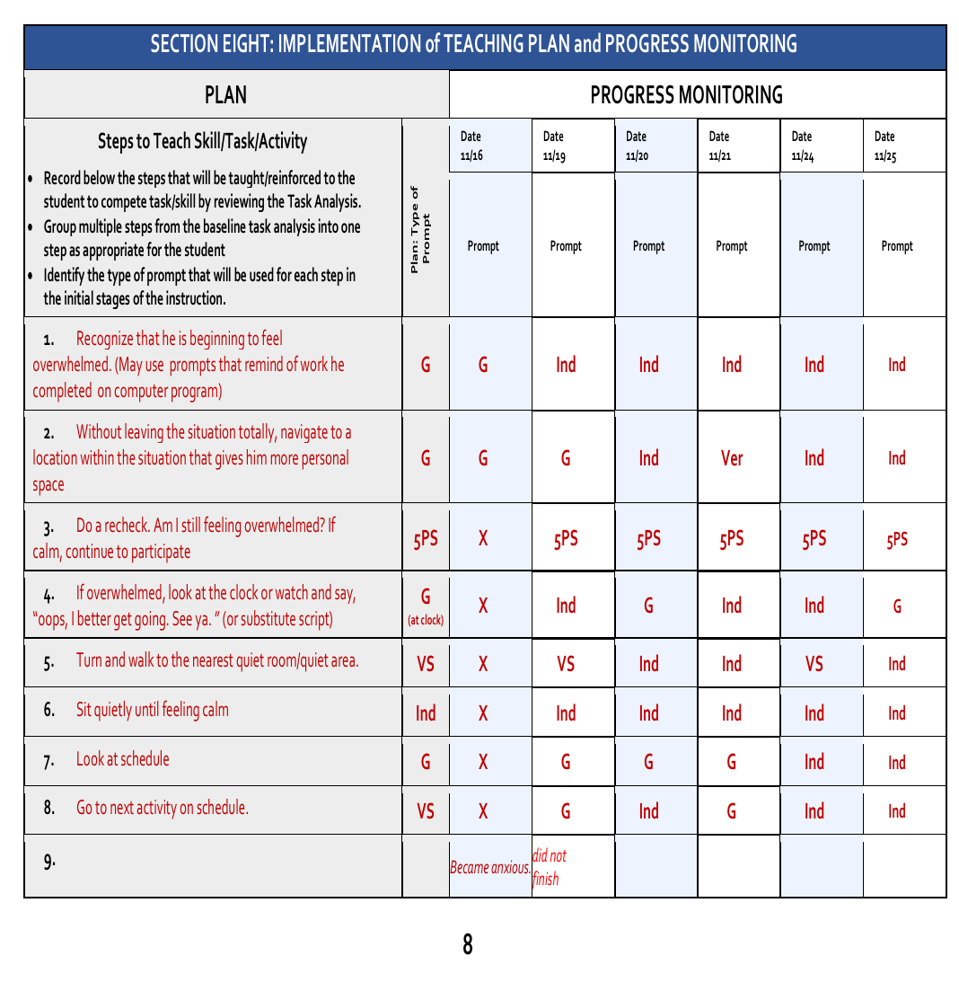 SECTION EIGHT: IMPLEMENTATION of TEACHING PLAN and PROGRESS MONITORING
PLAN
PROGRESS MONITORING
Steps to Teach Skill/Task/Activity
• Record below the steps that will be taught/reinforced to the
student to compete task/skill by reviewing the Task Analysis.
• Group multiple steps from the baseline task analysis into one
step as appropriate for the student
• Identify the type of prompt that will be used for each step in
the initial stages of the instruction.
Plan: Type of
Prompt
Date
11/16
Date
11/19
Date
11/20
Date
11/21
Date
11/24
Date
11/25
Prompt
Prompt
Prompt
Prompt
Prompt
Prompt
1. Recognize that he is beginning to feel
overwhelmed. (May use prompts that remind of work he
completed on computer program)
G G Ind Ind Ind Ind Ind
2. Without leaving the situation totally, navigate to a
location within the situation that gives him more personal
space
G G G Ind Ver Ind Ind
3. Do a recheck. Am I still feeling overwhelmed? If
calm, continue to participate
5PS X 5PS 5PS 5PS 5PS 5PS
4. If overwhelmed, look at the clock or watch and say,
“oops, I better get going. See ya. ” (or substitute script)
G
(at clock)
X Ind G Ind Ind G
5. Turn and walk to the nearest quiet room/quiet area.
VS X VS Ind Ind VS Ind
6. Sit quietly until feeling calm
Ind X Ind Ind Ind Ind Ind
7. Look at schedule
G X G G G Ind Ind
8. Go to next activity on schedule.
VS X G Ind G Ind Ind
9.
Became anxious.
did not
finish
8